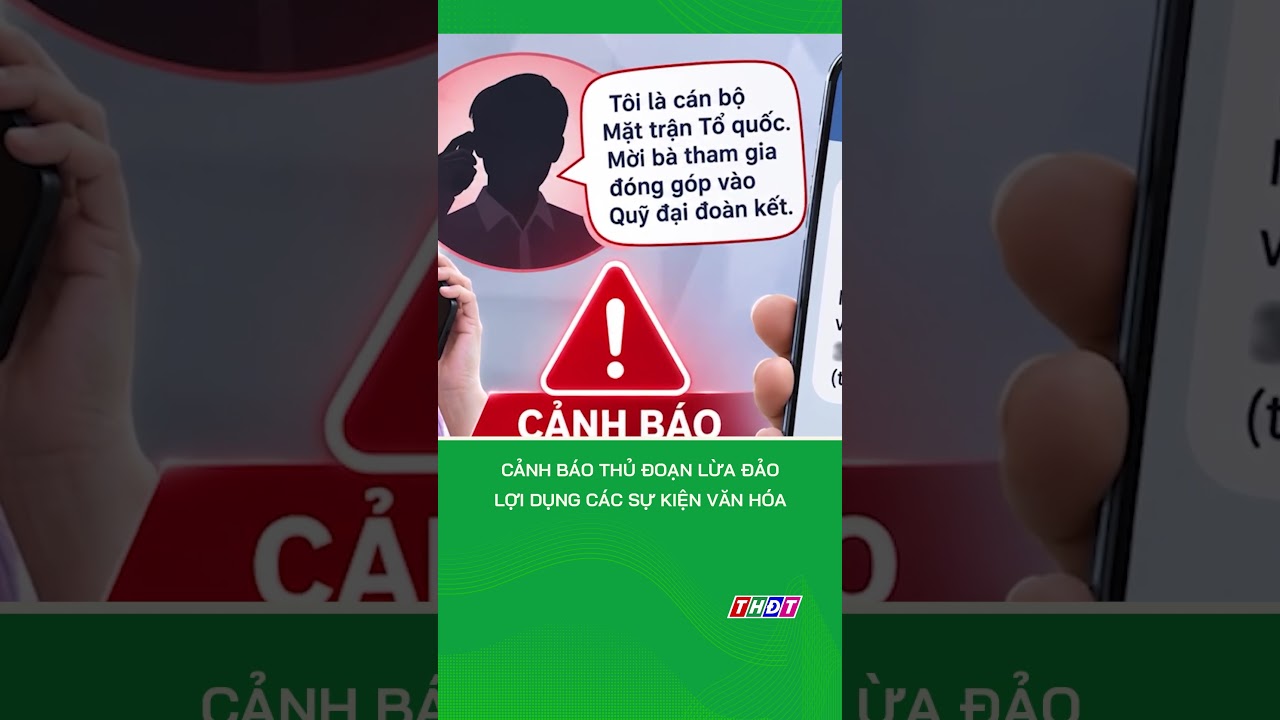 Tôi là cán bộ
Mặt trận Tổ quốc.
Mời bà tham gia
đóng góp vào
Quỹ đại đoàn kết.
CẢNH BÁO
CẢNH BÁO THỦ ĐOẠN LỪA ĐẢO
LỢI DỤNG CÁC SỰ KIỆN VĂN HÓA
THĐT